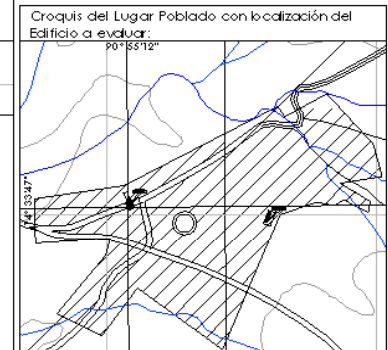 Croquis del Lugar Poblado con localización del
Edificio a evaluar:
90°55'12"
14°33'47"